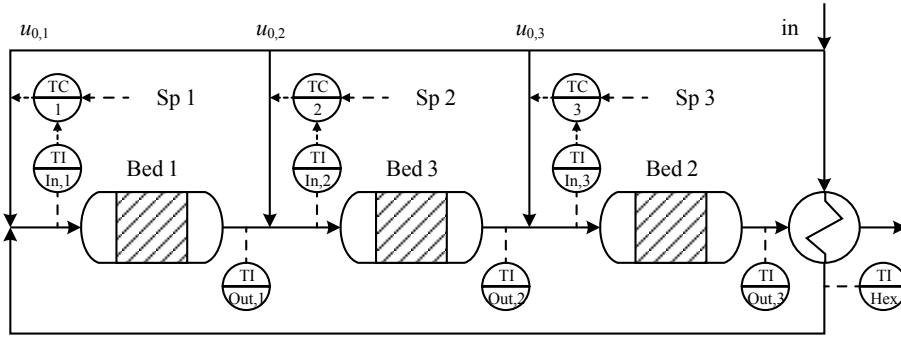 u0,1
u0,2
u0,3
in
TC
1
Sp 1
TC
2
Sp 2
TC
3
Sp 3
TI
In,1
Bed 1
TI
In,2
Bed 3
TI
In,3
Bed 2
TI
Out,1
TI
Out,2
TI
Out,3
TI
Hex